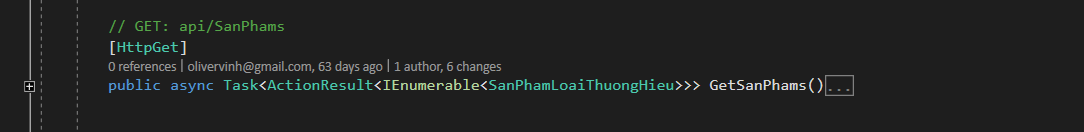 // GET: api/SanPhams
[HttpGet]
0 references | olivervinh@gmail.com, 63 days ago | 1 author, 6 changes
public async Task<ActionResult<IEnumerable<SanPhamLoaiThuongHieu>>> GetSanPhams()...